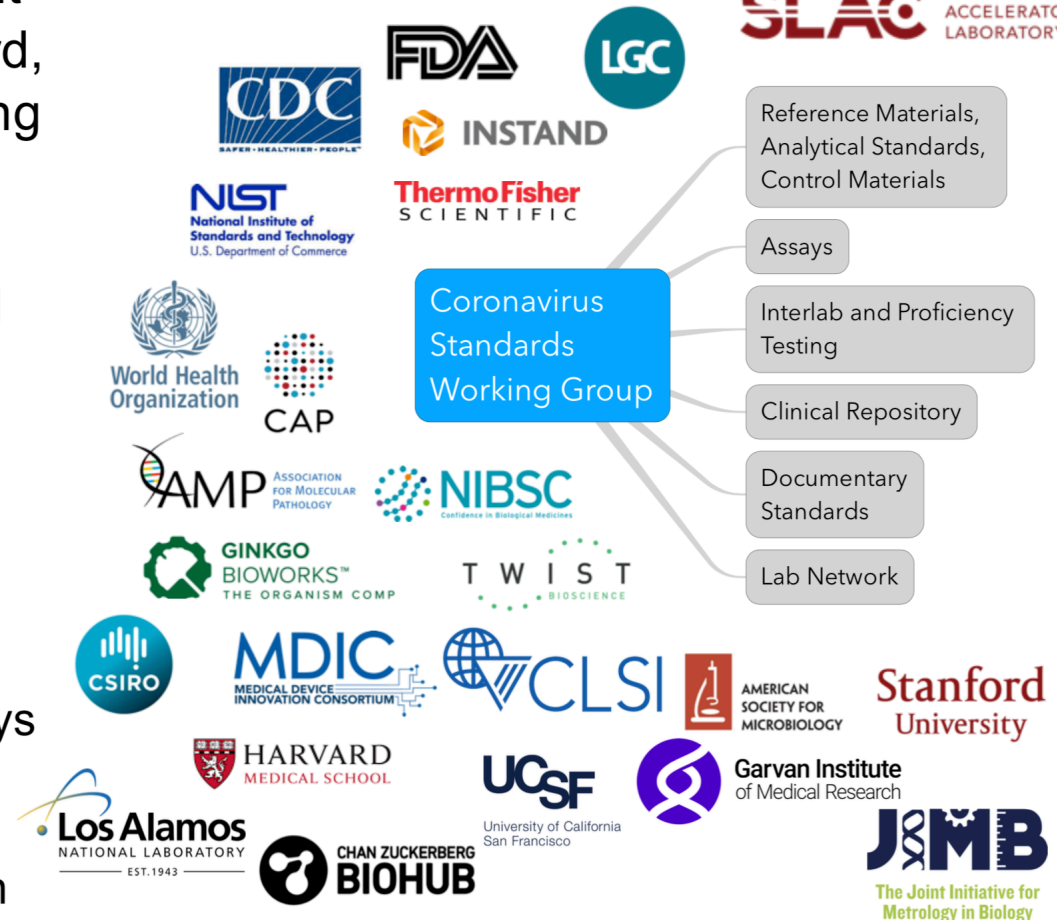 d,
ng
ys
SLAC
ACCELERATO
LABORATORY
FDA
LGC
CDC
SAFER • HEALTHIER • PEOPLE™
INSTAND
NIST
National Institute of
Standards and Technology
U.S. Department of Commerce
ThermoFisher
SCIENTIFIC
Reference Materials,
Analytical Standards,
Control Materials
Assays
Coronavirus
Standards
Working Group
Interlab and Proficiency
Testing
Clinical Repository
Documentary
Standards
Lab Network
World Health
Organization
CAP
AMP
ASSOCIATION
FOR MOLECULAR
PATHOLOGY
NIBSC
Confidence in Biological Medicines
GINKGO
BIOWORKS™
THE ORGANISM COMP
TWIST
BIOSCIENCE
CSIRO
MDIC
MEDICAL DEVICE
INNOVATION CONSORTIUM
CLSI
AMERICAN
SOCIETY FOR
MICROBIOLOGY
Stanford
University
HARVARD
MEDICAL SCHOOL
UCSF
University of California
San Francisco
Garvan Institute
of Medical Research
Los Alamos
NATIONAL LABORATORY
EST.1943
CHAN ZUCKERBERG
BIOHUB
JIMB
The Joint Initiative for
Metrology in Biology